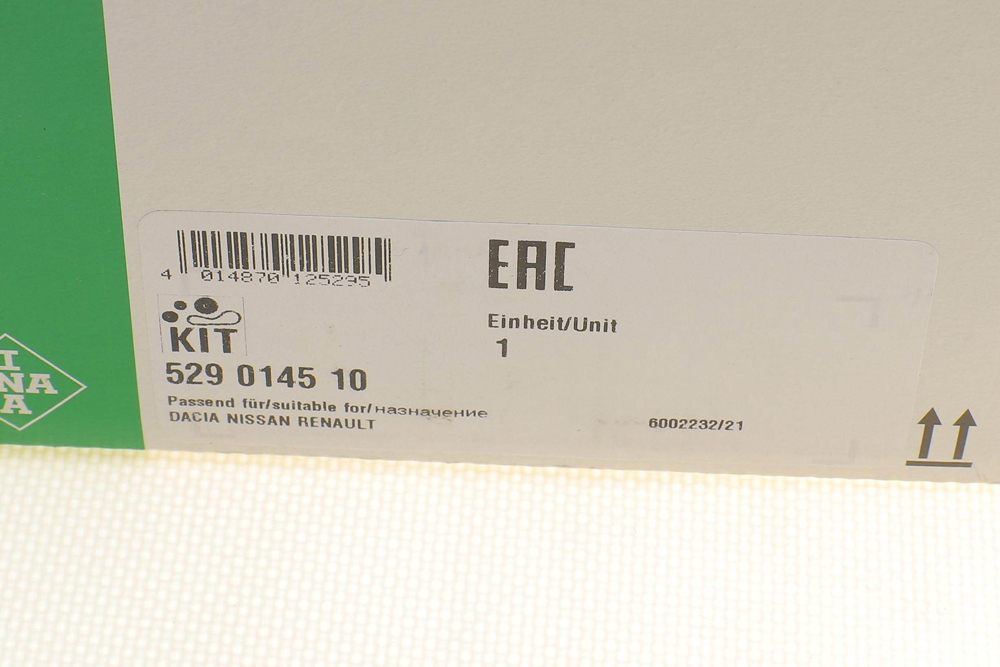 4 014870 125295
EAC
Einheit/Unit
1
KIT
529 0145 10
Passend für/suitable for/назначение
DACIA NISSAN RENAULT
6002232/21
I
NA
A